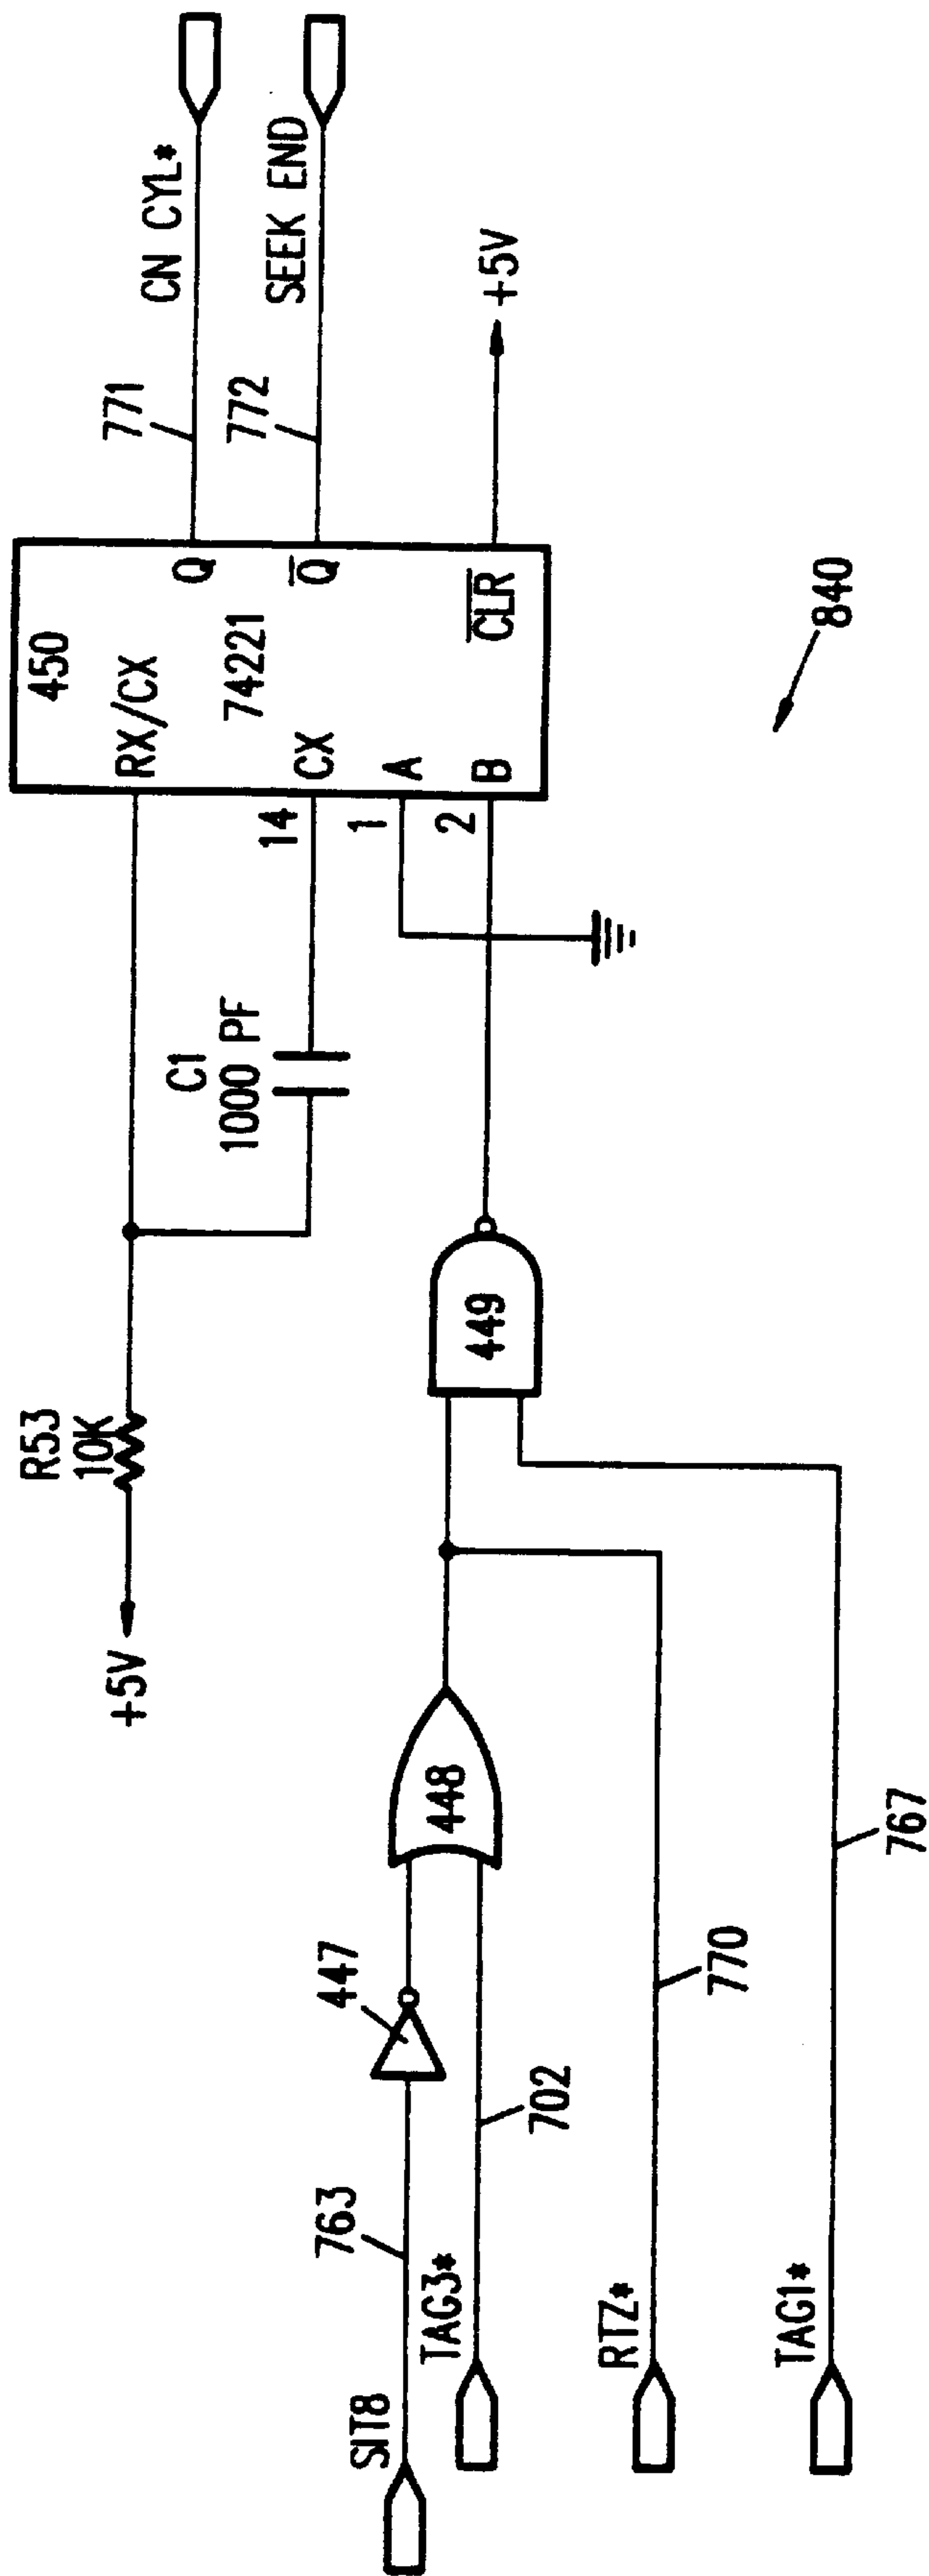 +5V
R53
10K
C1
1000 PF
450
RX/CX
74221
Q
CX
Q
A
B
CLR
14
1
2
771
CN CYL*
772
SEEK END
+5V
SIT8
763
447
448
449
TAG3*
702
RTZ*
770
TAG1*
767
840